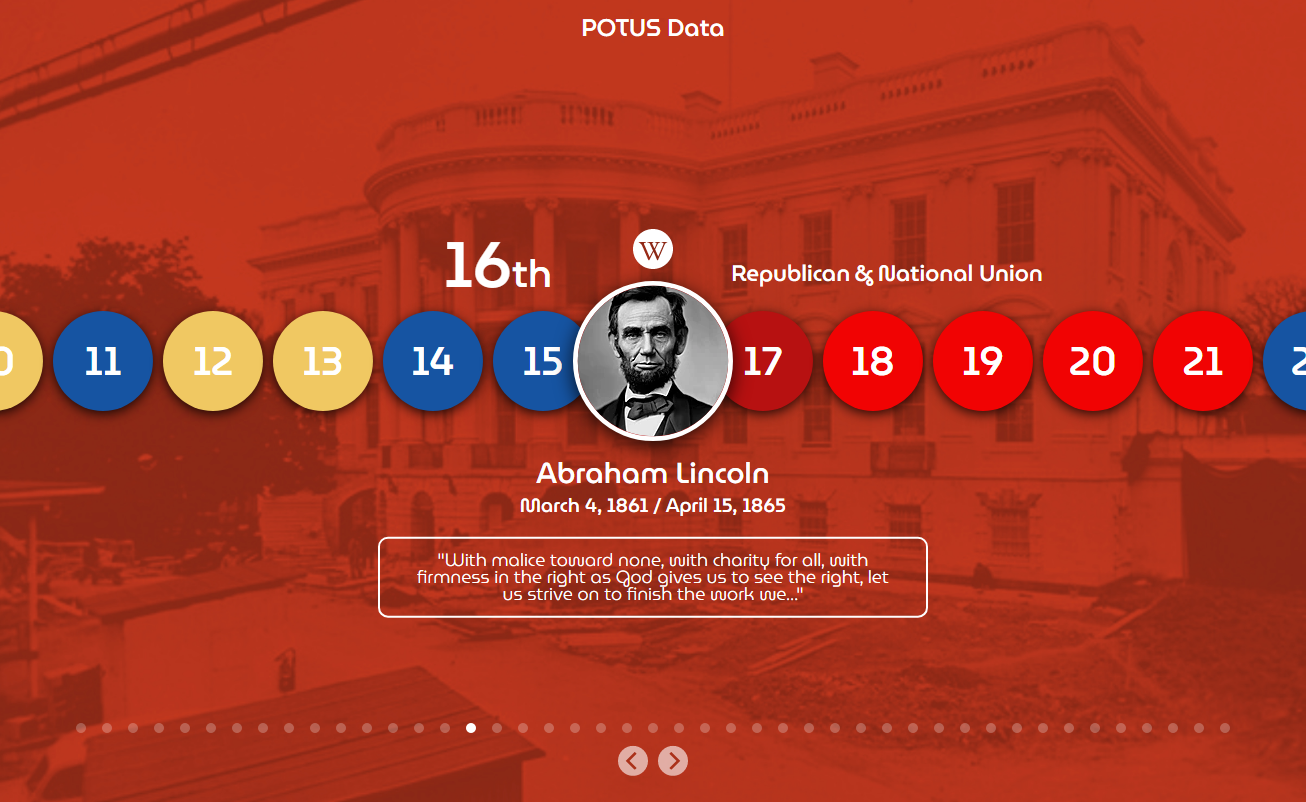 POTUS Data
16th
W
Republican & National Union
0 11 12 13 14 15 17 18 19 20 21 2
Abraham Lincoln
March 4, 1861 / April 15, 1865
"With malice toward none, with charity for all, with
firmness in the right as God gives us to see the right, let
us strive on to finish the work we..."